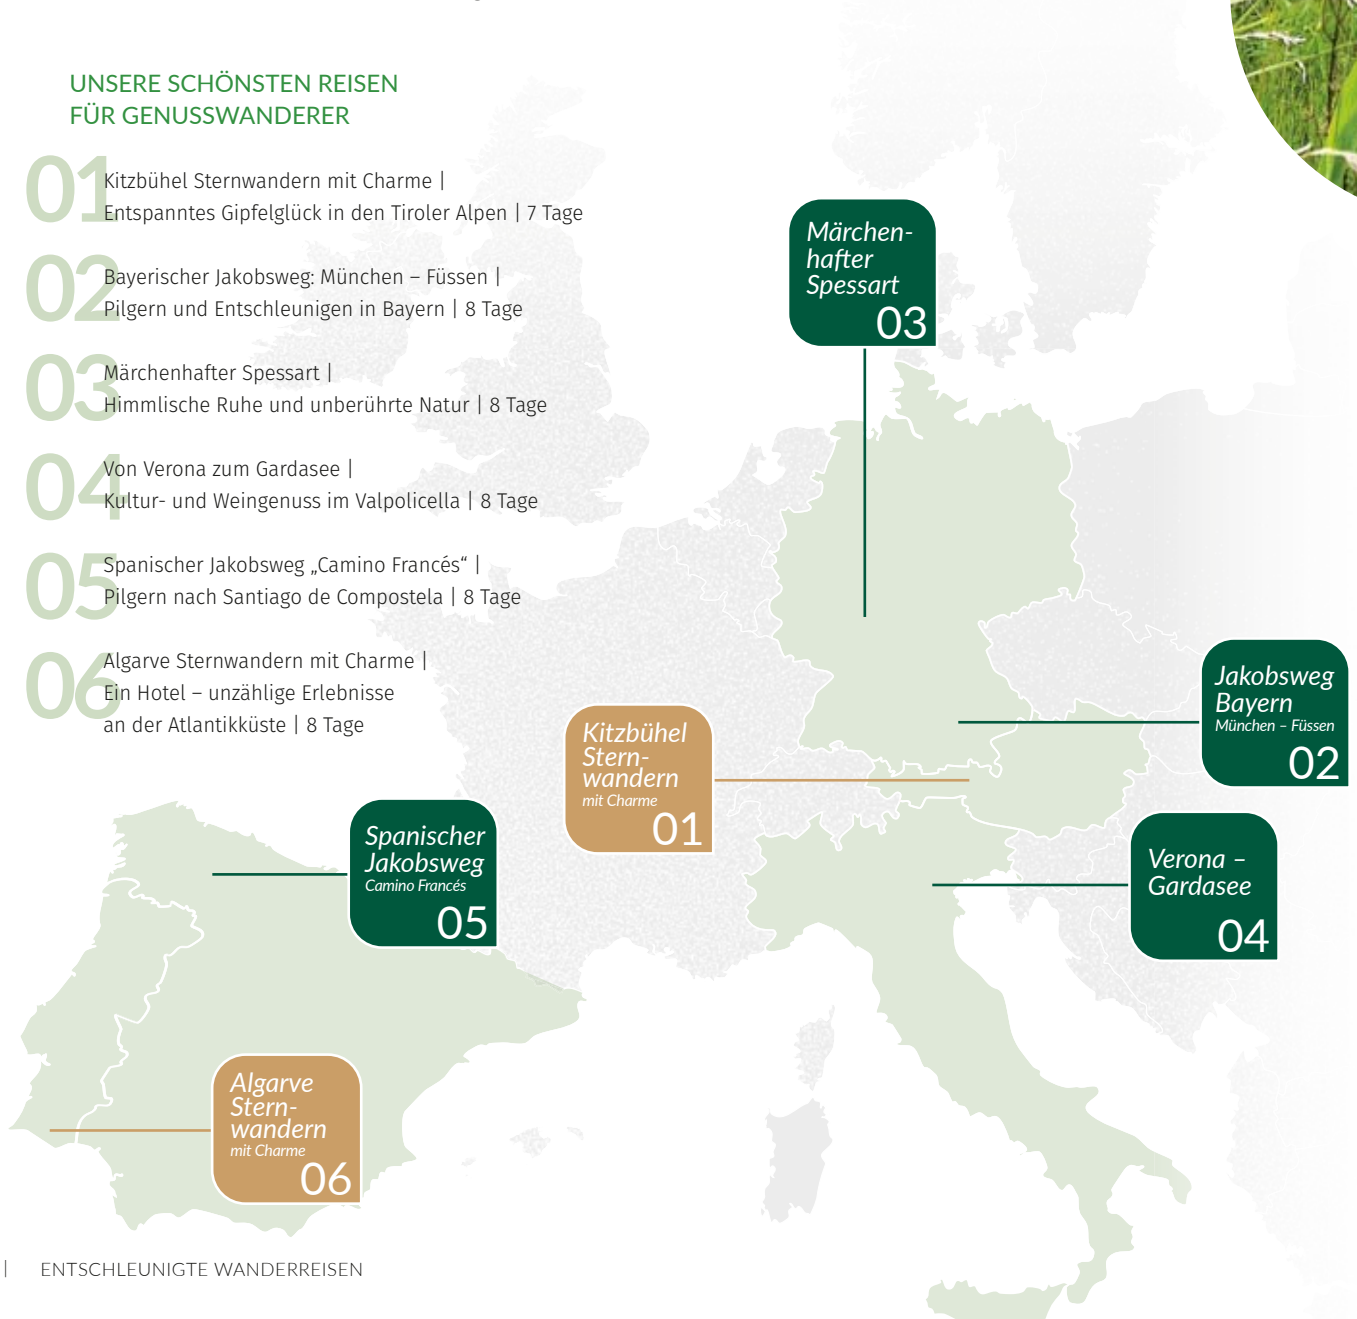 UNSERE SCHÖNSTEN REISEN
FÜR GENUSSWANDERER
01
Kitzbühel Sternwandern mit Charme |
Entspanntes Gipfelglück in den Tiroler Alpen | 7 Tage
02
Bayerischer Jakobsweg: München – Füssen |
Pilgern und Entschleunigen in Bayern | 8 Tage
03
Märchenhafter Spessart |
Himmlische Ruhe und unberührte Natur | 8 Tage
04
Von Verona zum Gardasee |
Kultur- und Weingenuss im Valpolicella | 8 Tage
05
Spanischer Jakobsweg „Camino Francés“ |
Pilgern nach Santiago de Compostela | 8 Tage
06
Algarve Sternwandern mit Charme |
Ein Hotel – unzählige Erlebnisse
an der Atlantikküste | 8 Tage
Märchen-
hafter
Spessart
03
Jakobsweg
Bayern
München – Füssen
02
Kitzbühel
Stern-
wandern
mit Charme
01
Spanischer
Jakobsweg
Camino Francés
05
Verona –
Gardasee
04
Algarve
Stern-
wandern
mit Charme
06
| ENTSCHLEUNIGTE WANDERREISEN